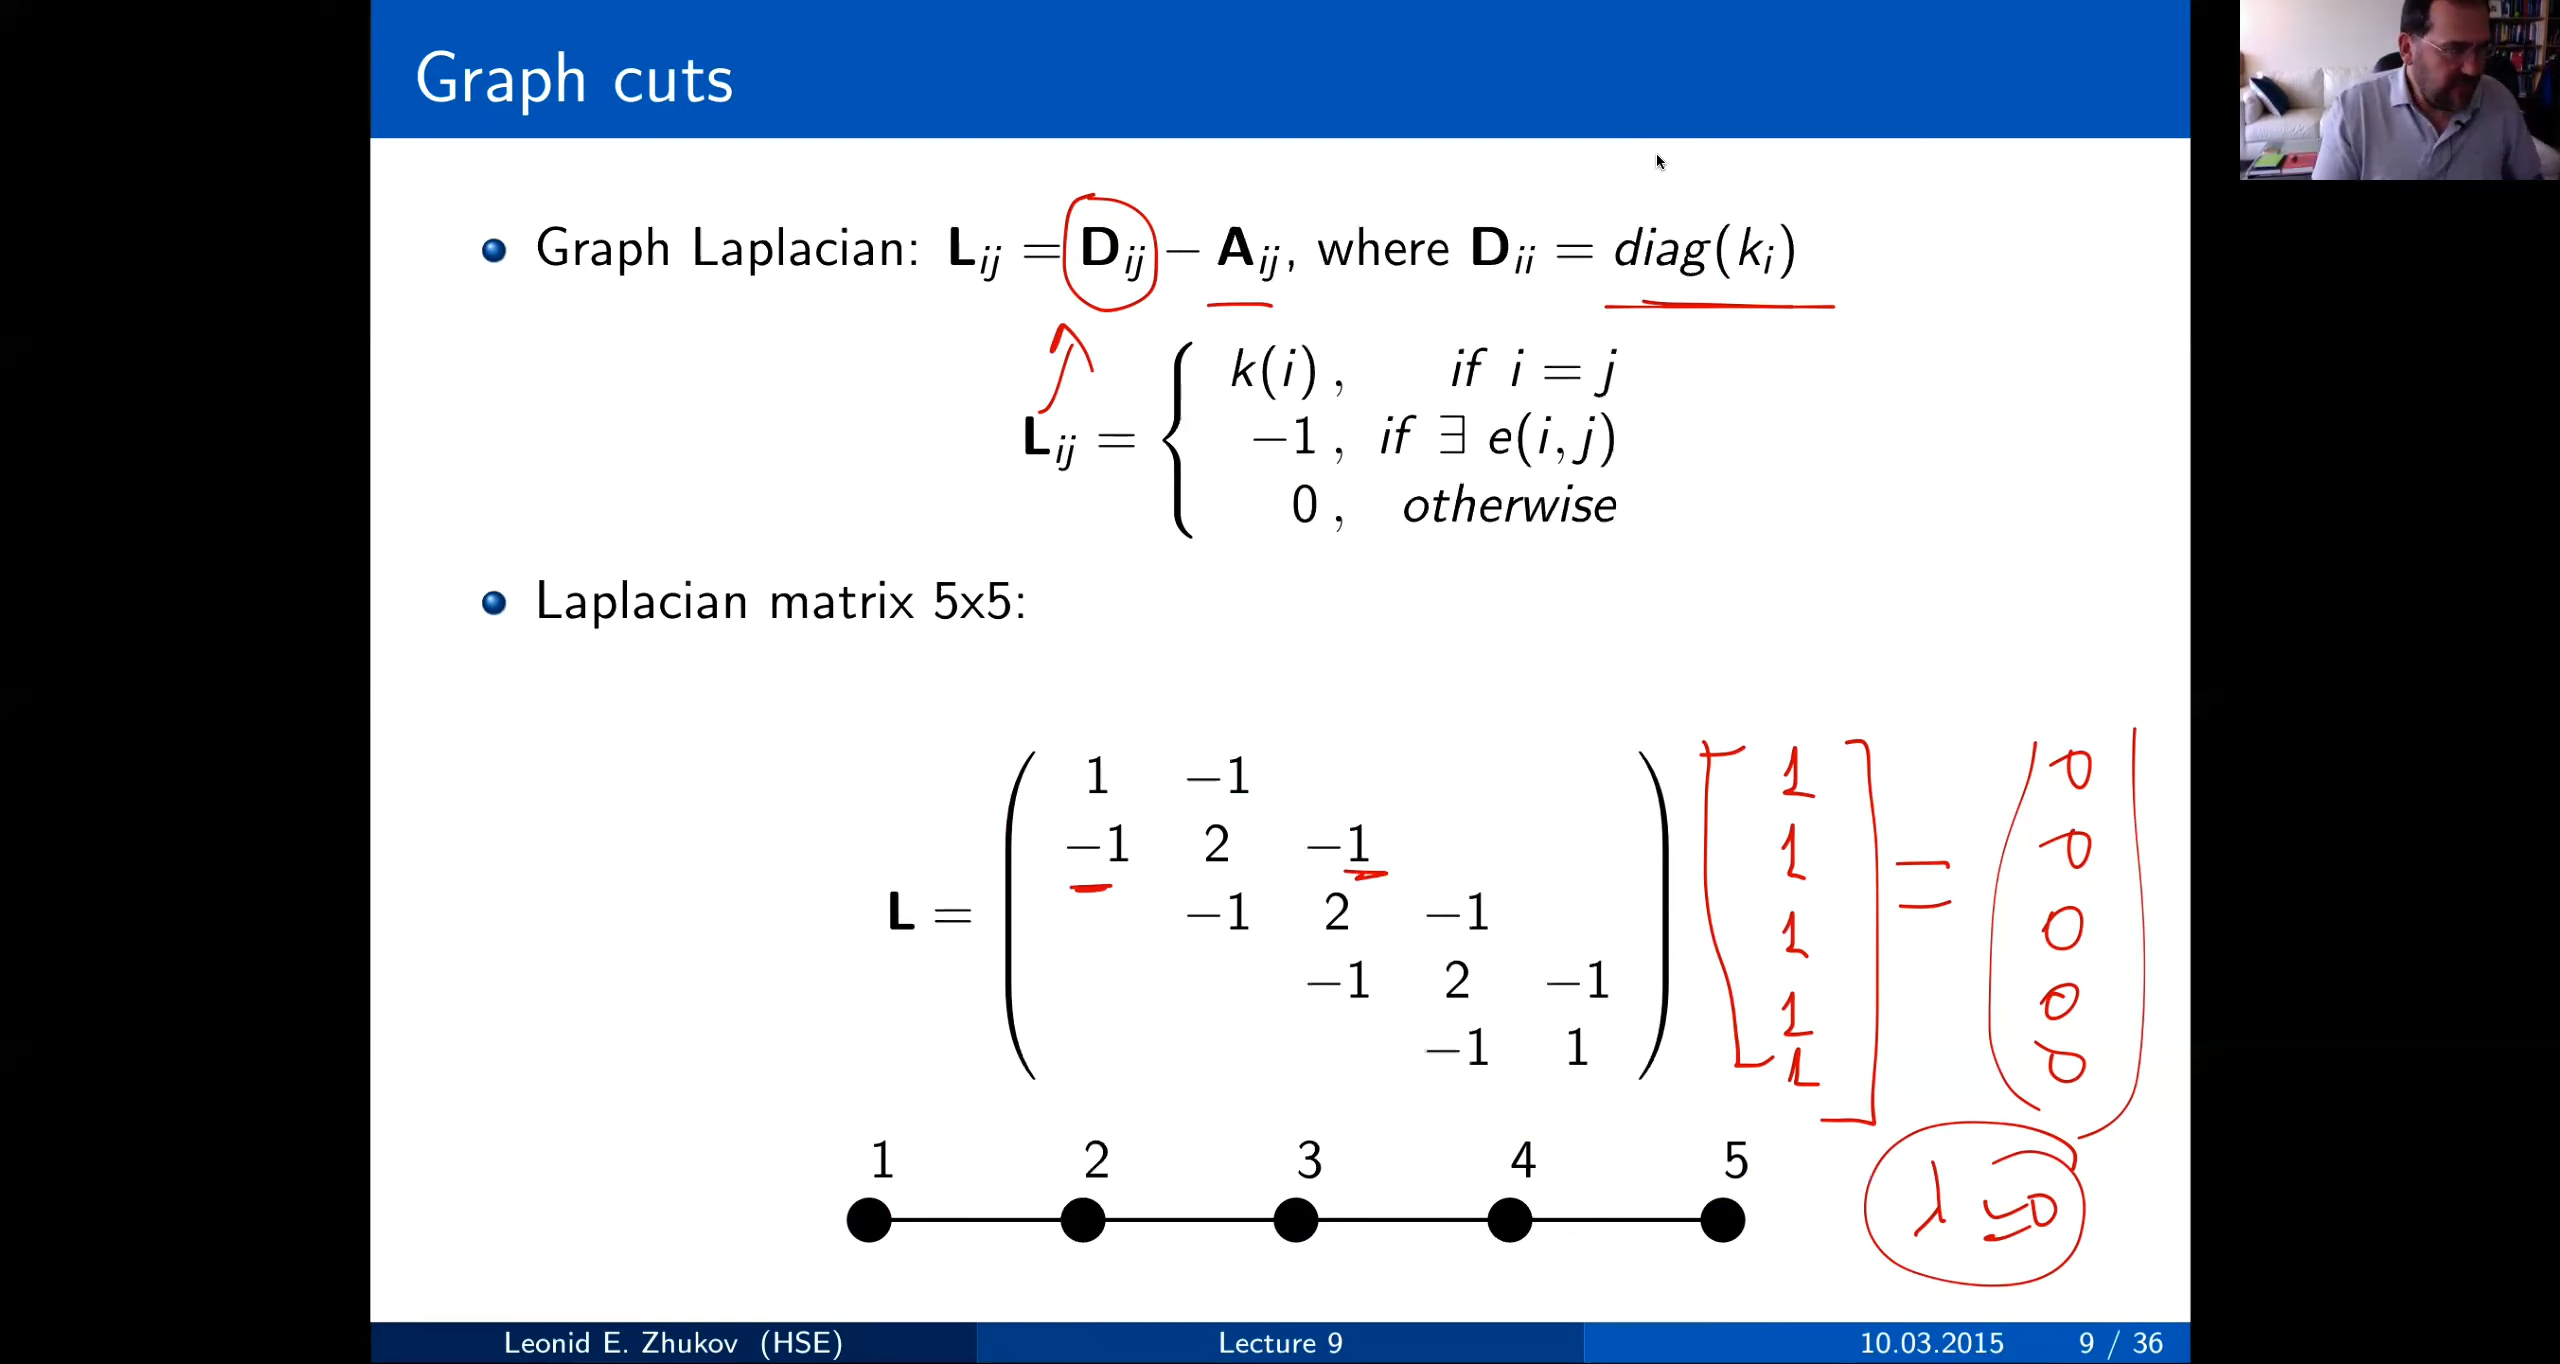 Graph cuts
Graph Laplacian: L_ij = D_ij − A_ij, where D_ii = diag(k_i)
k(i) , if i = j
L_ij = { −1 , if ∃ e(i, j)
0 , otherwise
Laplacian matrix 5x5:
1 −1 1 0
−1 2 −1 1 0
L = −1 2 −1 1 = 0
−1 2 −1 1 0
−1 1 1 0
1 2 3 4 5
λ = 0
Leonid E. Zhukov (HSE) Lecture 9 10.03.2015 9 / 36